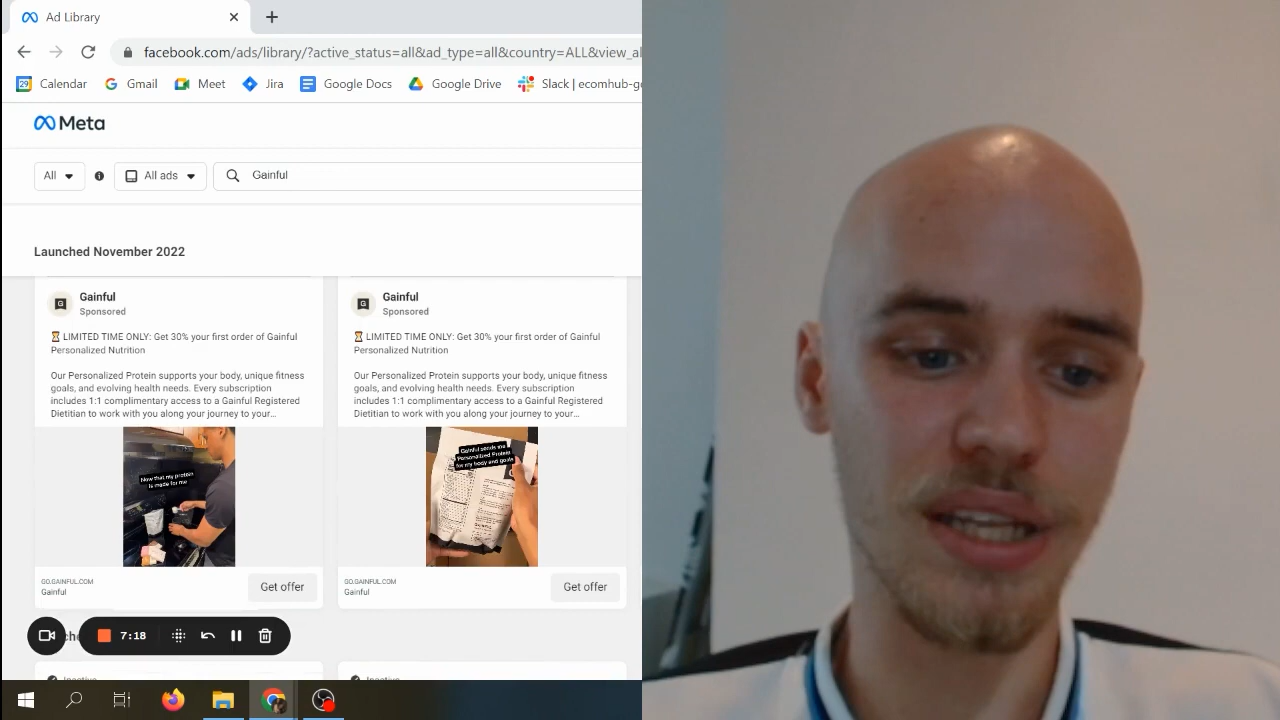 Ad Library
facebook.com/ads/library/?active_status=all&ad_type=all&country=ALL&view_al
29 Calendar Gmail Meet Jira Google Docs Google Drive Slack | ecomhub-g
Meta
All All ads Gainful
Launched November 2022
Gainful
Sponsored
⌛ LIMITED TIME ONLY: Get 30% your first order of Gainful
Personalized Nutrition
Our Personalized Protein supports your body, unique fitness
goals, and evolving health needs. Every subscription
includes 1:1 complimentary access to a Gainful Registered
Dietitian to work with you along your journey to your...
Now that my protein
is made for me
GO.GAINFUL.COM
Gainful
Get offer
Gainful
Sponsored
⌛ LIMITED TIME ONLY: Get 30% your first order of Gainful
Personalized Nutrition
Our Personalized Protein supports your body, unique fitness
goals, and evolving health needs. Every subscription
includes 1:1 complimentary access to a Gainful Registered
Dietitian to work with you along your journey to your...
Gainful sends me
Personalized Protein
for my body and goals
GO.GAINFUL.COM
Gainful
Get offer
7:18
Inactive
Inactive